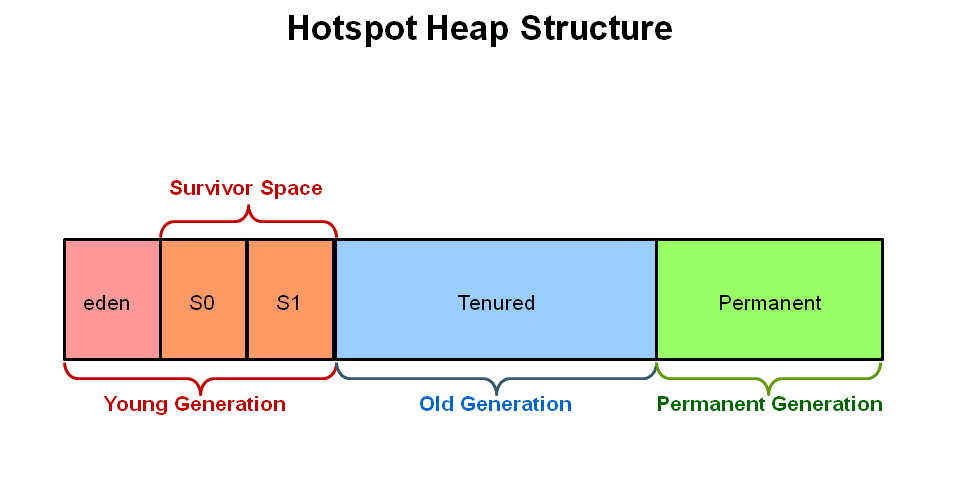 Hotspot Heap Structure
Survivor Space
eden
S0
S1
Tenured
Permanent
Young Generation
Old Generation
Permanent Generation